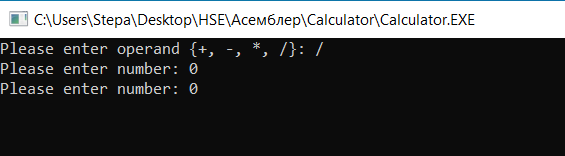 C:\Users\Stepa\Desktop\HSE\Асемблер\Calculator\Calculator.EXE
Please enter operand {+, -, *, /}: /
Please enter number: 0
Please enter number: 0